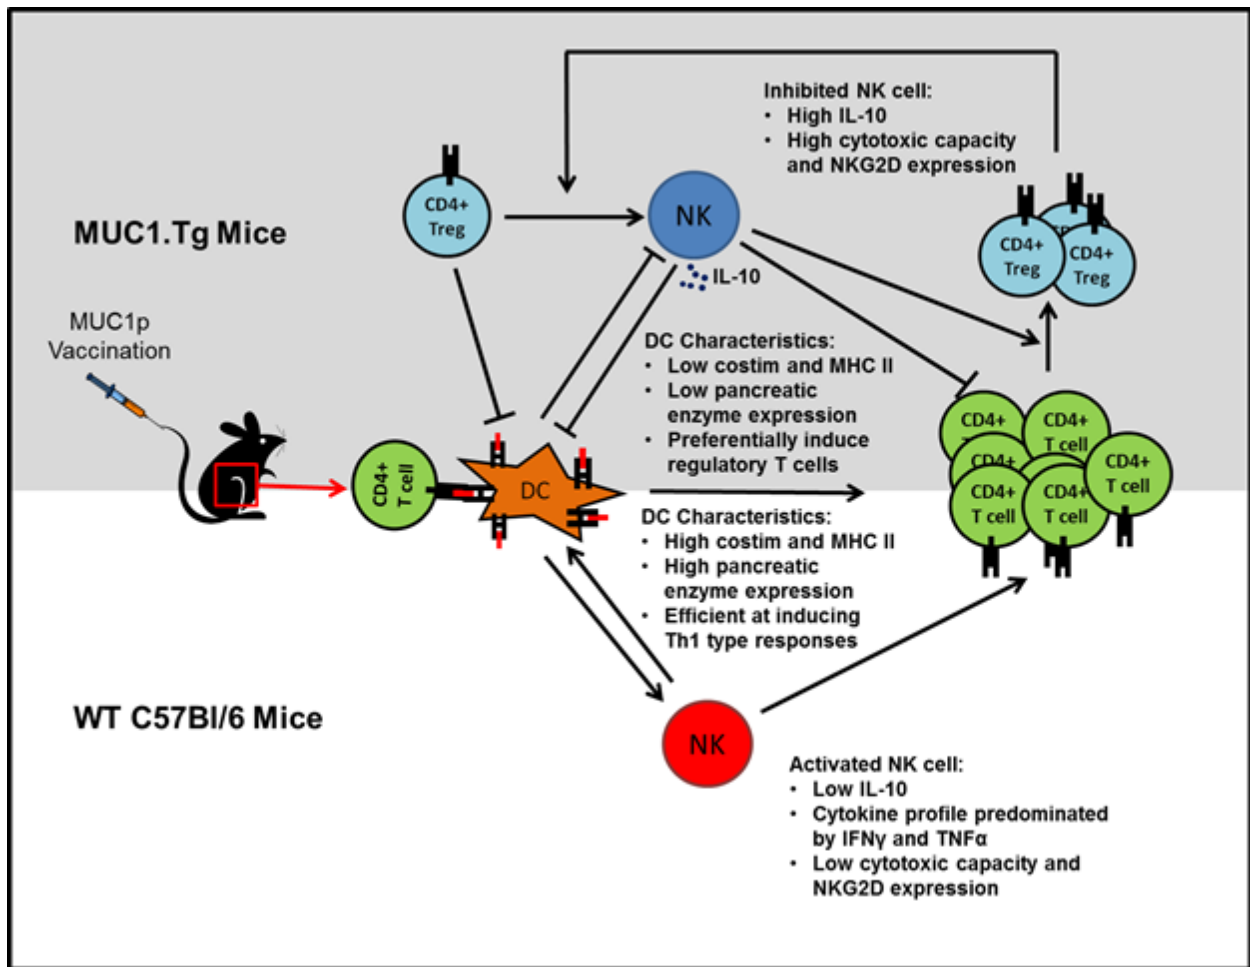 Inhibited NK cell:
• High IL-10
• High cytotoxic capacity
and NKG2D expression
CD4+
Treg
NK
IL-10
CD4+
Treg
CD4+
Treg
MUC1.Tg Mice
MUC1p
Vaccination
DC Characteristics:
• Low costim and MHC II
• Low pancreatic
enzyme expression
• Preferentially induce
regulatory T cells
CD4+
T cell
DC
CD4+
CD4+
T cell
CD4+
CD4+
T cell
CD4+
T cell
CD4+
T cell
DC Characteristics:
• High costim and MHC II
• High pancreatic
enzyme expression
• Efficient at inducing
Th1 type responses
WT C57Bl/6 Mice
NK
Activated NK cell:
• Low IL-10
• Cytokine profile predominated
by IFNγ and TNFα
• Low cytotoxic capacity and
NKG2D expression